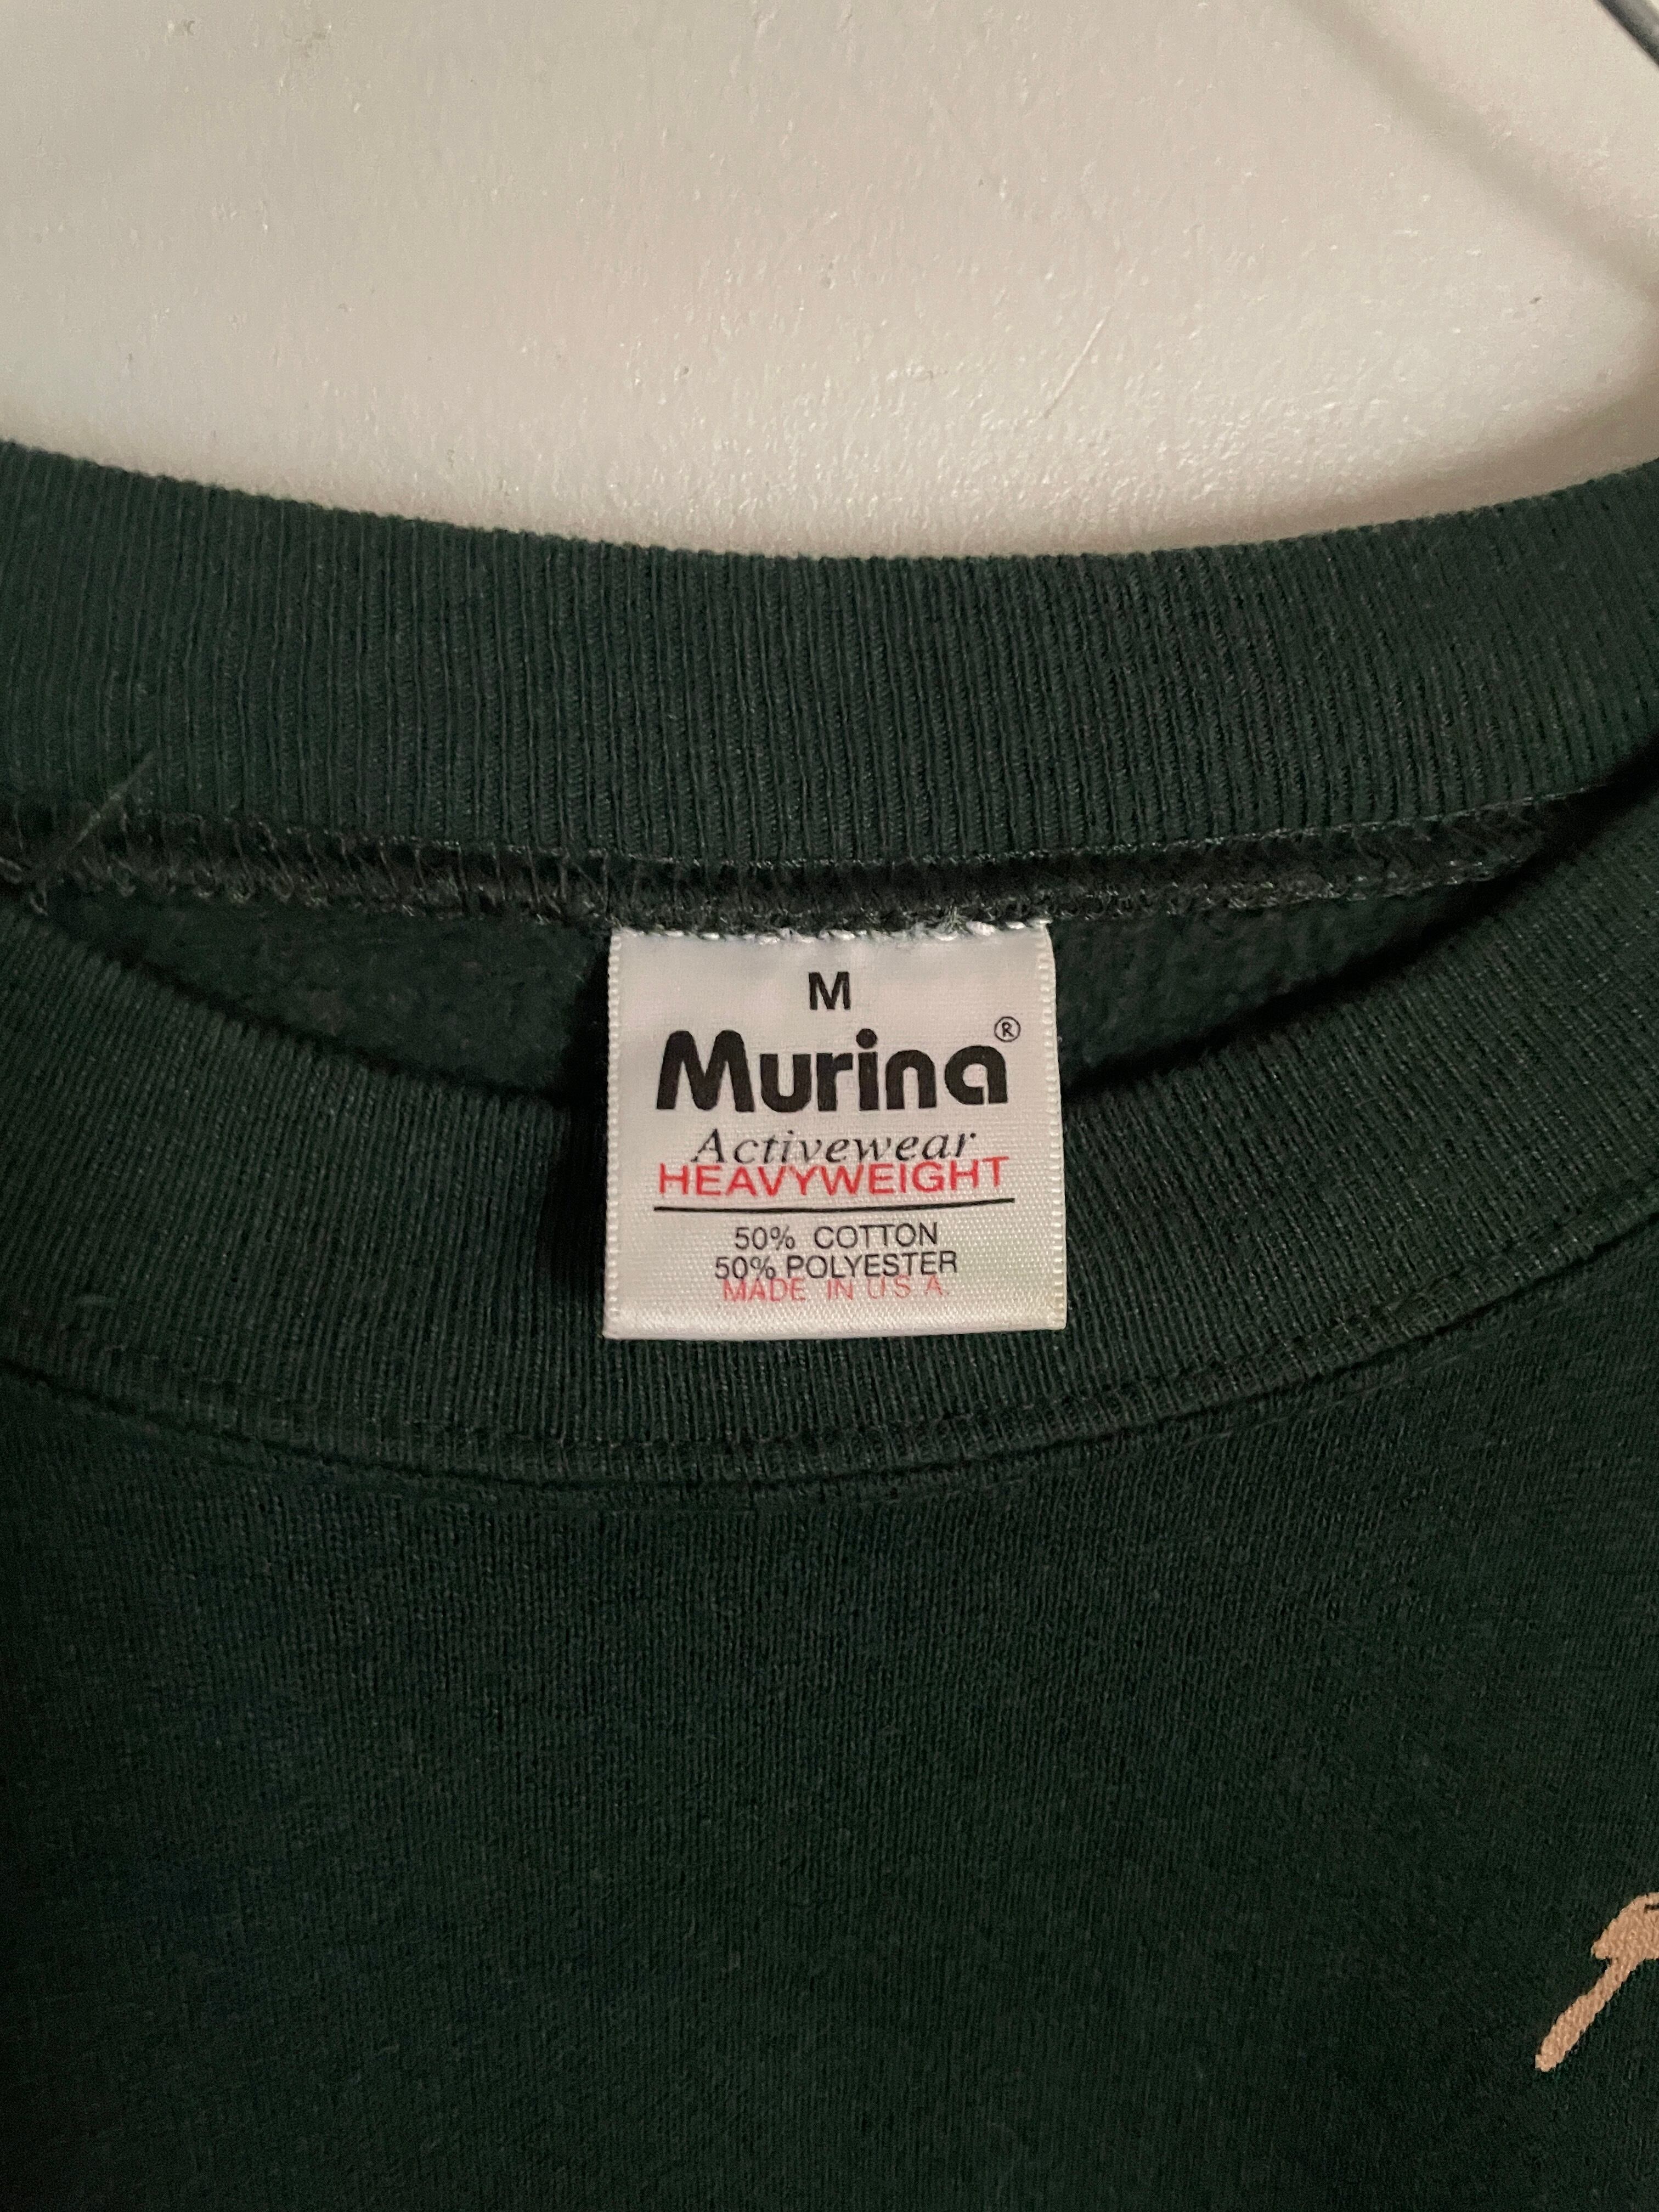 M
Murina®
Activewear
HEAVYWEIGHT
50% COTTON
50% POLYESTER
MADE IN U.S.A.